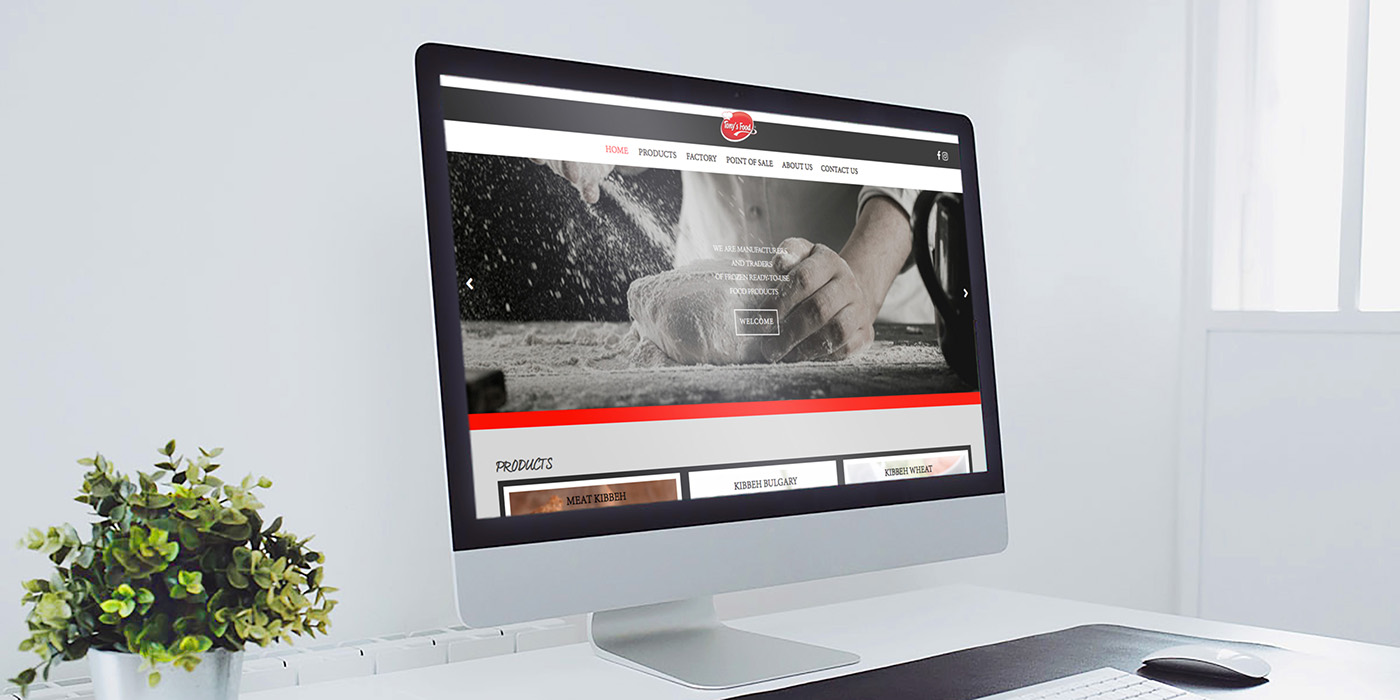 Tony's Food
HOME PRODUCTS FACTORY POINT OF SALE ABOUT US CONTACT US
WE ARE MANUFACTURERS
AND TRADERS
OF FROZEN READY-TO-USE
FOOD PRODUCTS
WELCOME
PRODUCTS
MEAT KIBBEH
KIBBEH BULGARY
KIBBEH WHEAT